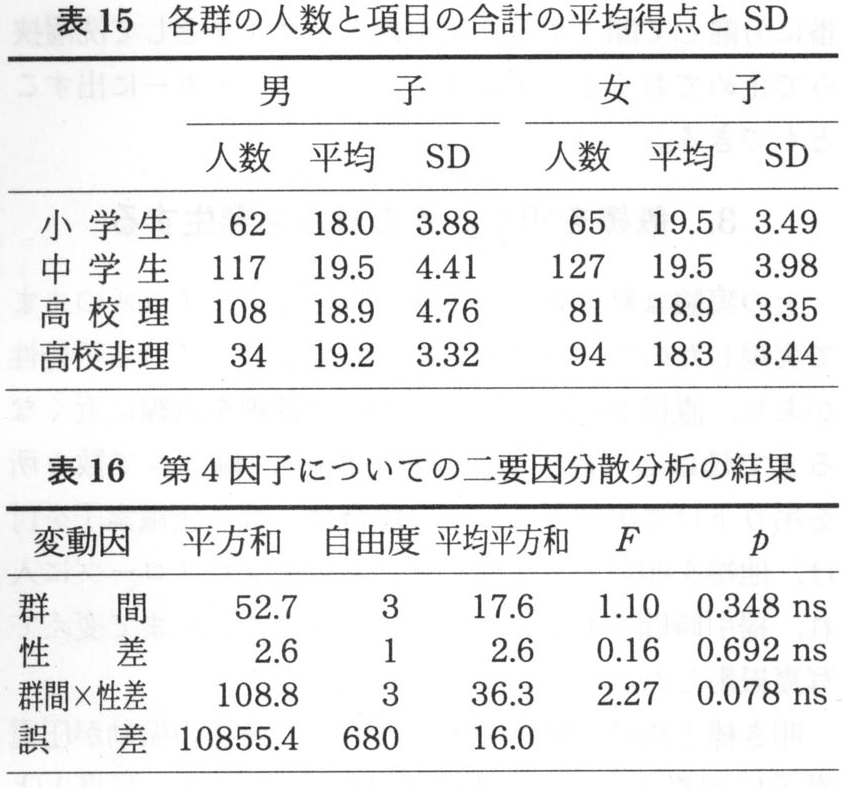 表15 各群の人数と項目の合計の平均得点とSD
男子 女子
人数 平均 SD 人数 平均 SD
小学生 62 18.0 3.88 65 19.5 3.49
中学生 117 19.5 4.41 127 19.5 3.98
高校理 108 18.9 4.76 81 18.9 3.35
高校非理 34 19.2 3.32 94 18.3 3.44
表16 第4因子についての二要因分散分析の結果
変動因 平方和 自由度 平均平方和 F p
群間 52.7 3 17.6 1.10 0.348 ns
性差 2.6 1 2.6 0.16 0.692 ns
群間×性差 108.8 3 36.3 2.27 0.078 ns
誤差 10855.4 680 16.0